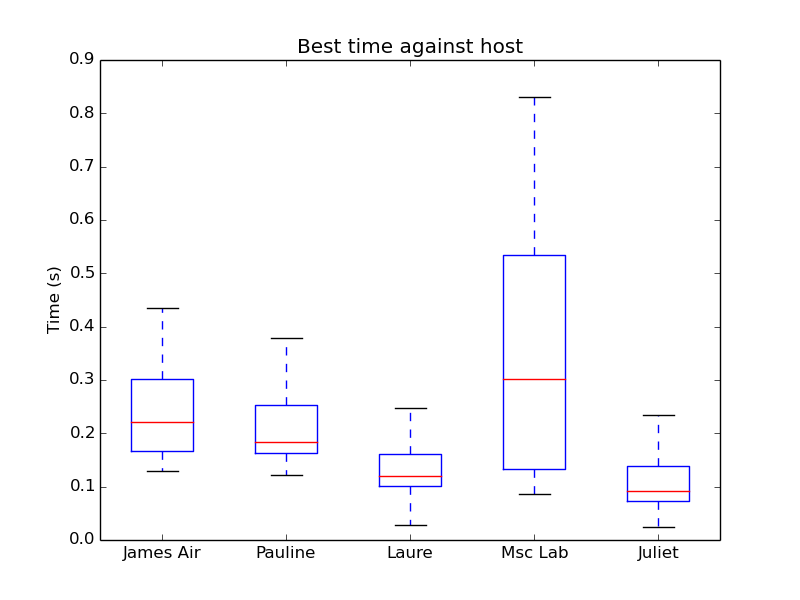 Best time against host
Time (s)
0.9
0.8
0.7
0.6
0.5
0.4
0.3
0.2
0.1
0.0
James Air
Pauline
Laure
Msc Lab
Juliet